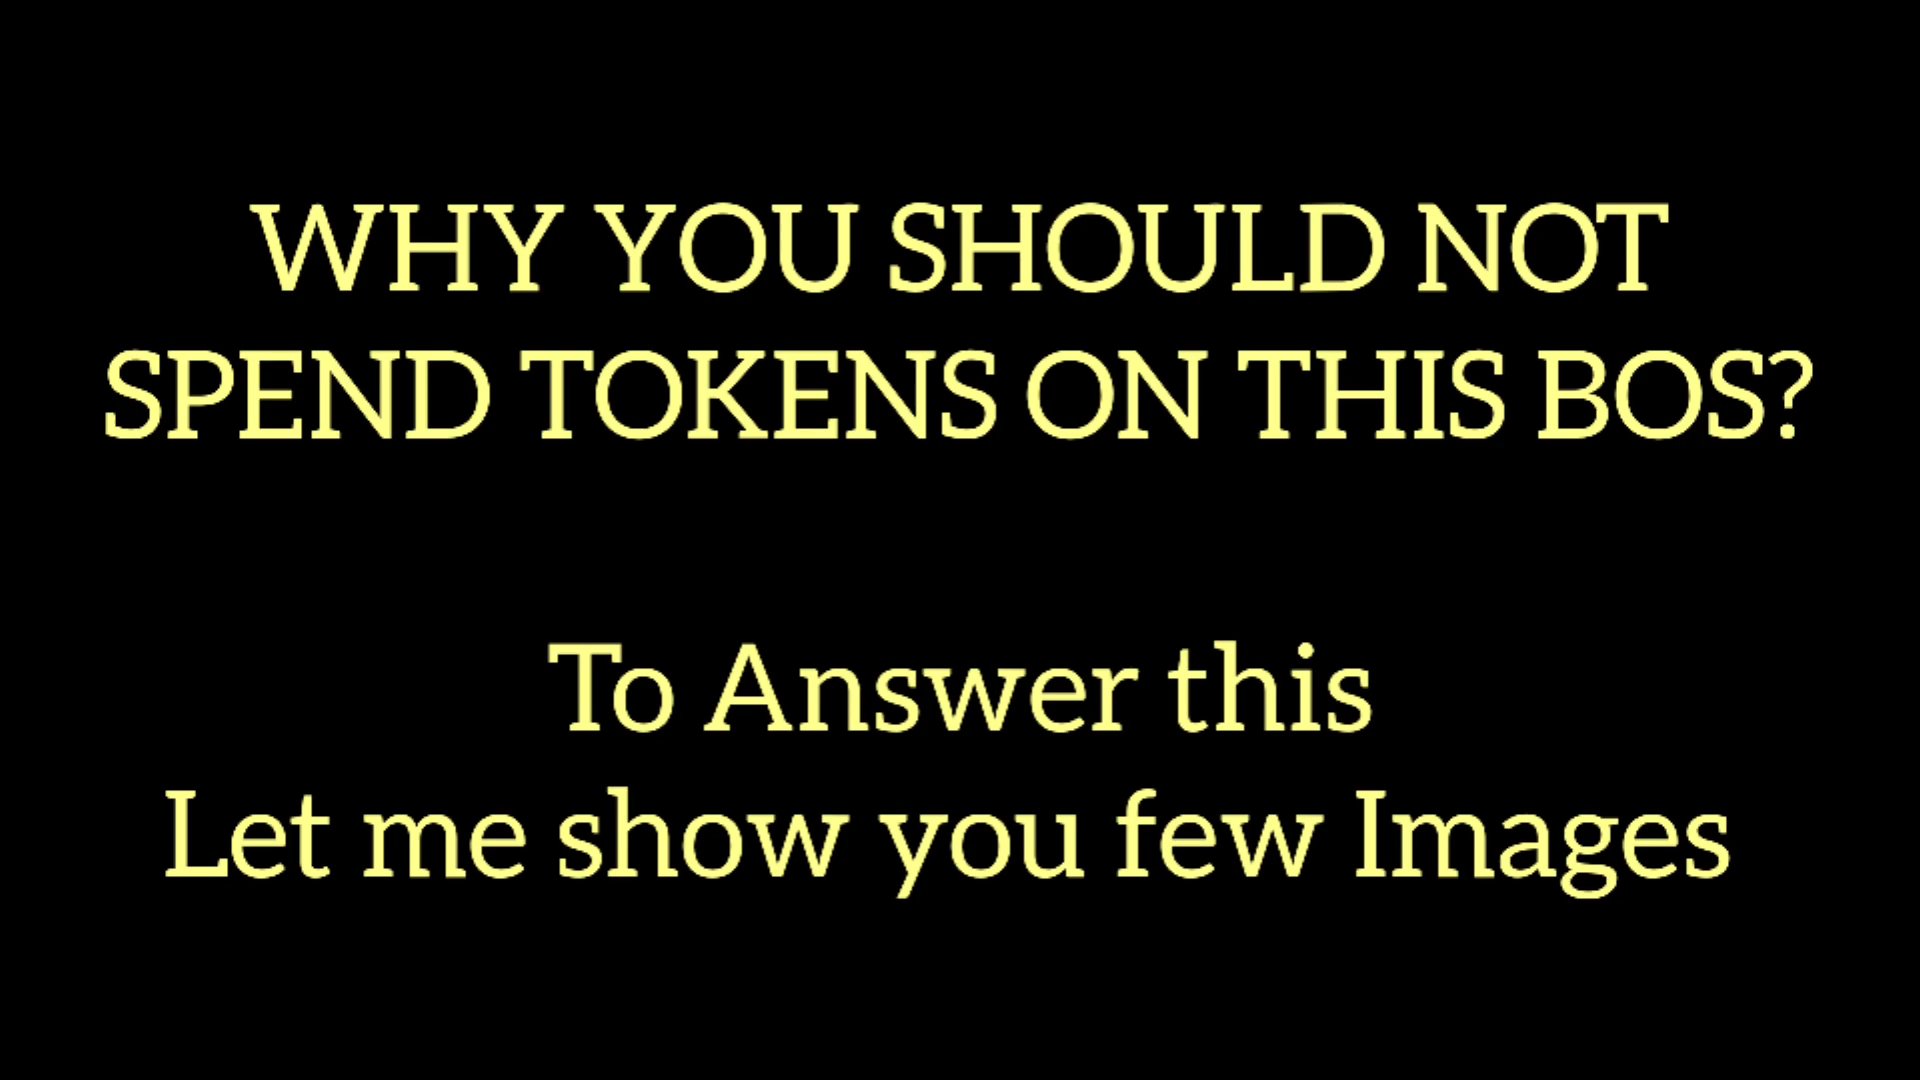 WHY YOU SHOULD NOT
SPEND TOKENS ON THIS BOS?
To Answer this
Let me show you few Images